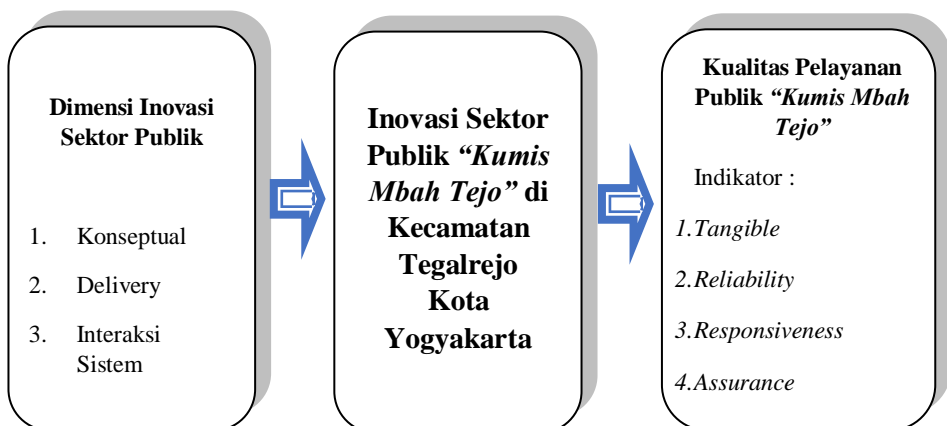 Dimensi Inovasi
Sektor Publik
1. Konseptual
2. Delivery
3. Interaksi
Sistem
Inovasi Sektor
Publik “Kumis
Mbah Tejo” di
Kecamatan
Tegalrejo
Kota
Yogyakarta
Kualitas Pelayanan
Publik “Kumis Mbah
Tejo”
Indikator :
1.Tangible
2.Reliability
3.Responsiveness
4.Assurance